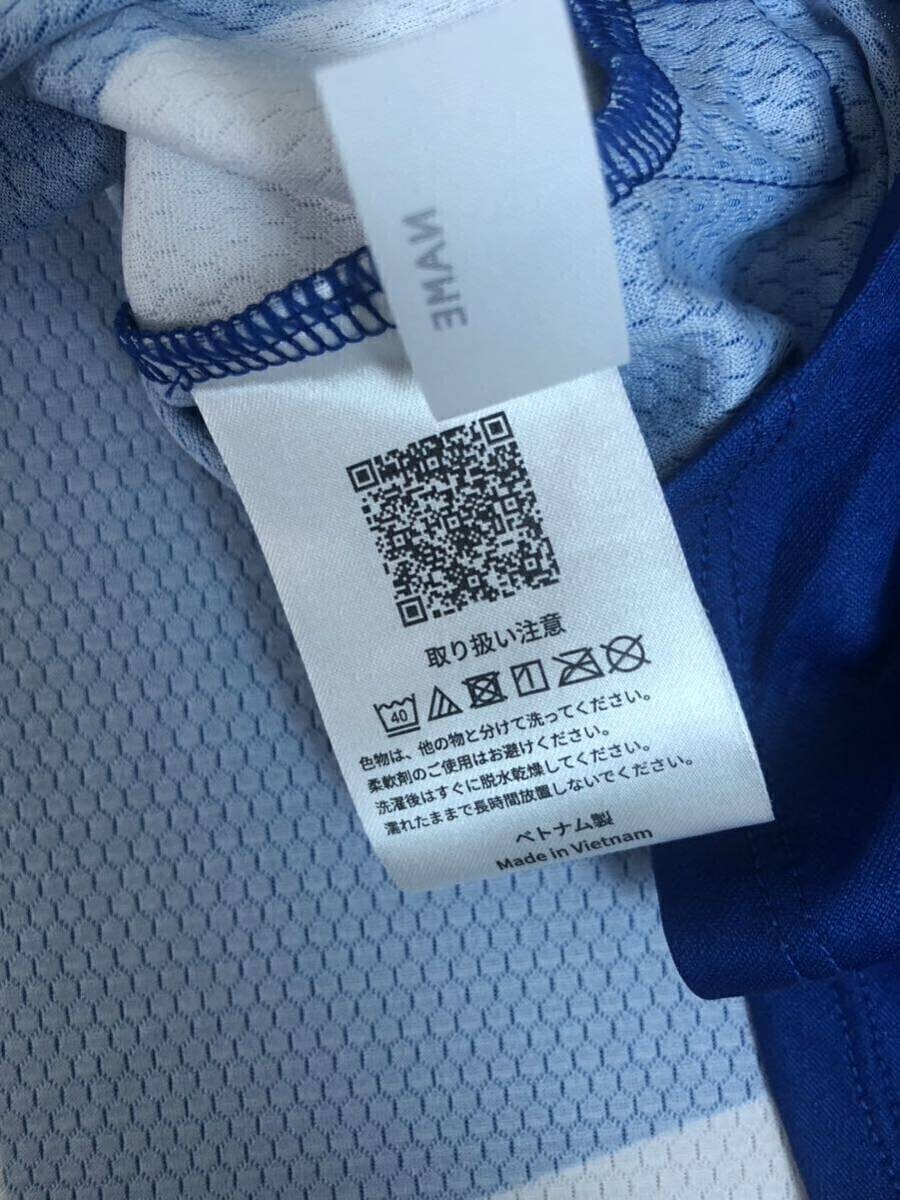 NAME
取り扱い注意
40
色物は、他の物と分けて洗ってください。
柔軟剤のご使用はお避けください。
洗濯後はすぐに脱水乾燥してください。
濡れたままで長時間放置しないでください。
ベトナム製
Made in Vietnam